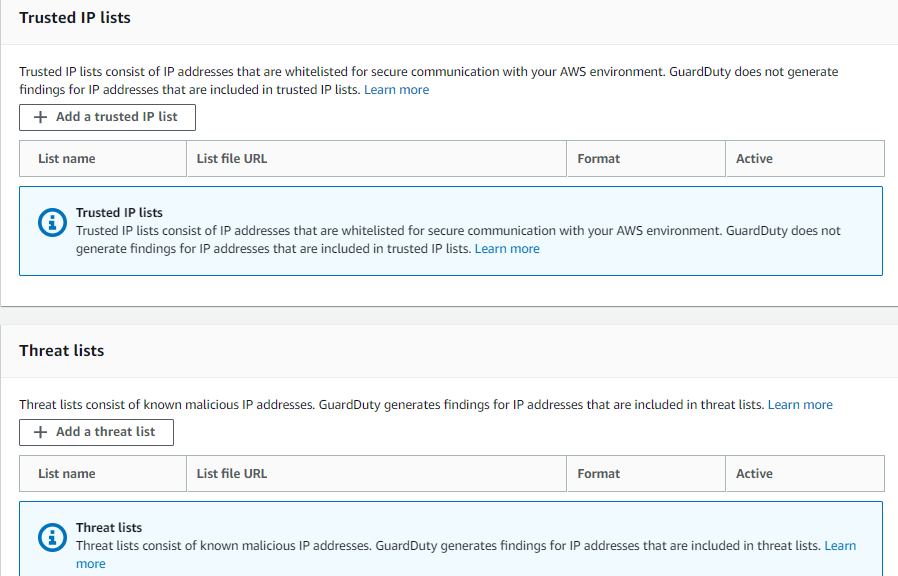 Trusted IP lists
Trusted IP lists consist of IP addresses that are whitelisted for secure communication with your AWS environment. GuardDuty does not generate
findings for IP addresses that are included in trusted IP lists. Learn more
+ Add a trusted IP list
List name List file URL Format Active
Trusted IP lists
Trusted IP lists consist of IP addresses that are whitelisted for secure communication with your AWS environment. GuardDuty does not
generate findings for IP addresses that are included in trusted IP lists. Learn more
Threat lists
Threat lists consist of known malicious IP addresses. GuardDuty generates findings for IP addresses that are included in threat lists. Learn more
+ Add a threat list
List name List file URL Format Active
Threat lists
Threat lists consist of known malicious IP addresses. GuardDuty generates findings for IP addresses that are included in threat lists. Learn
more